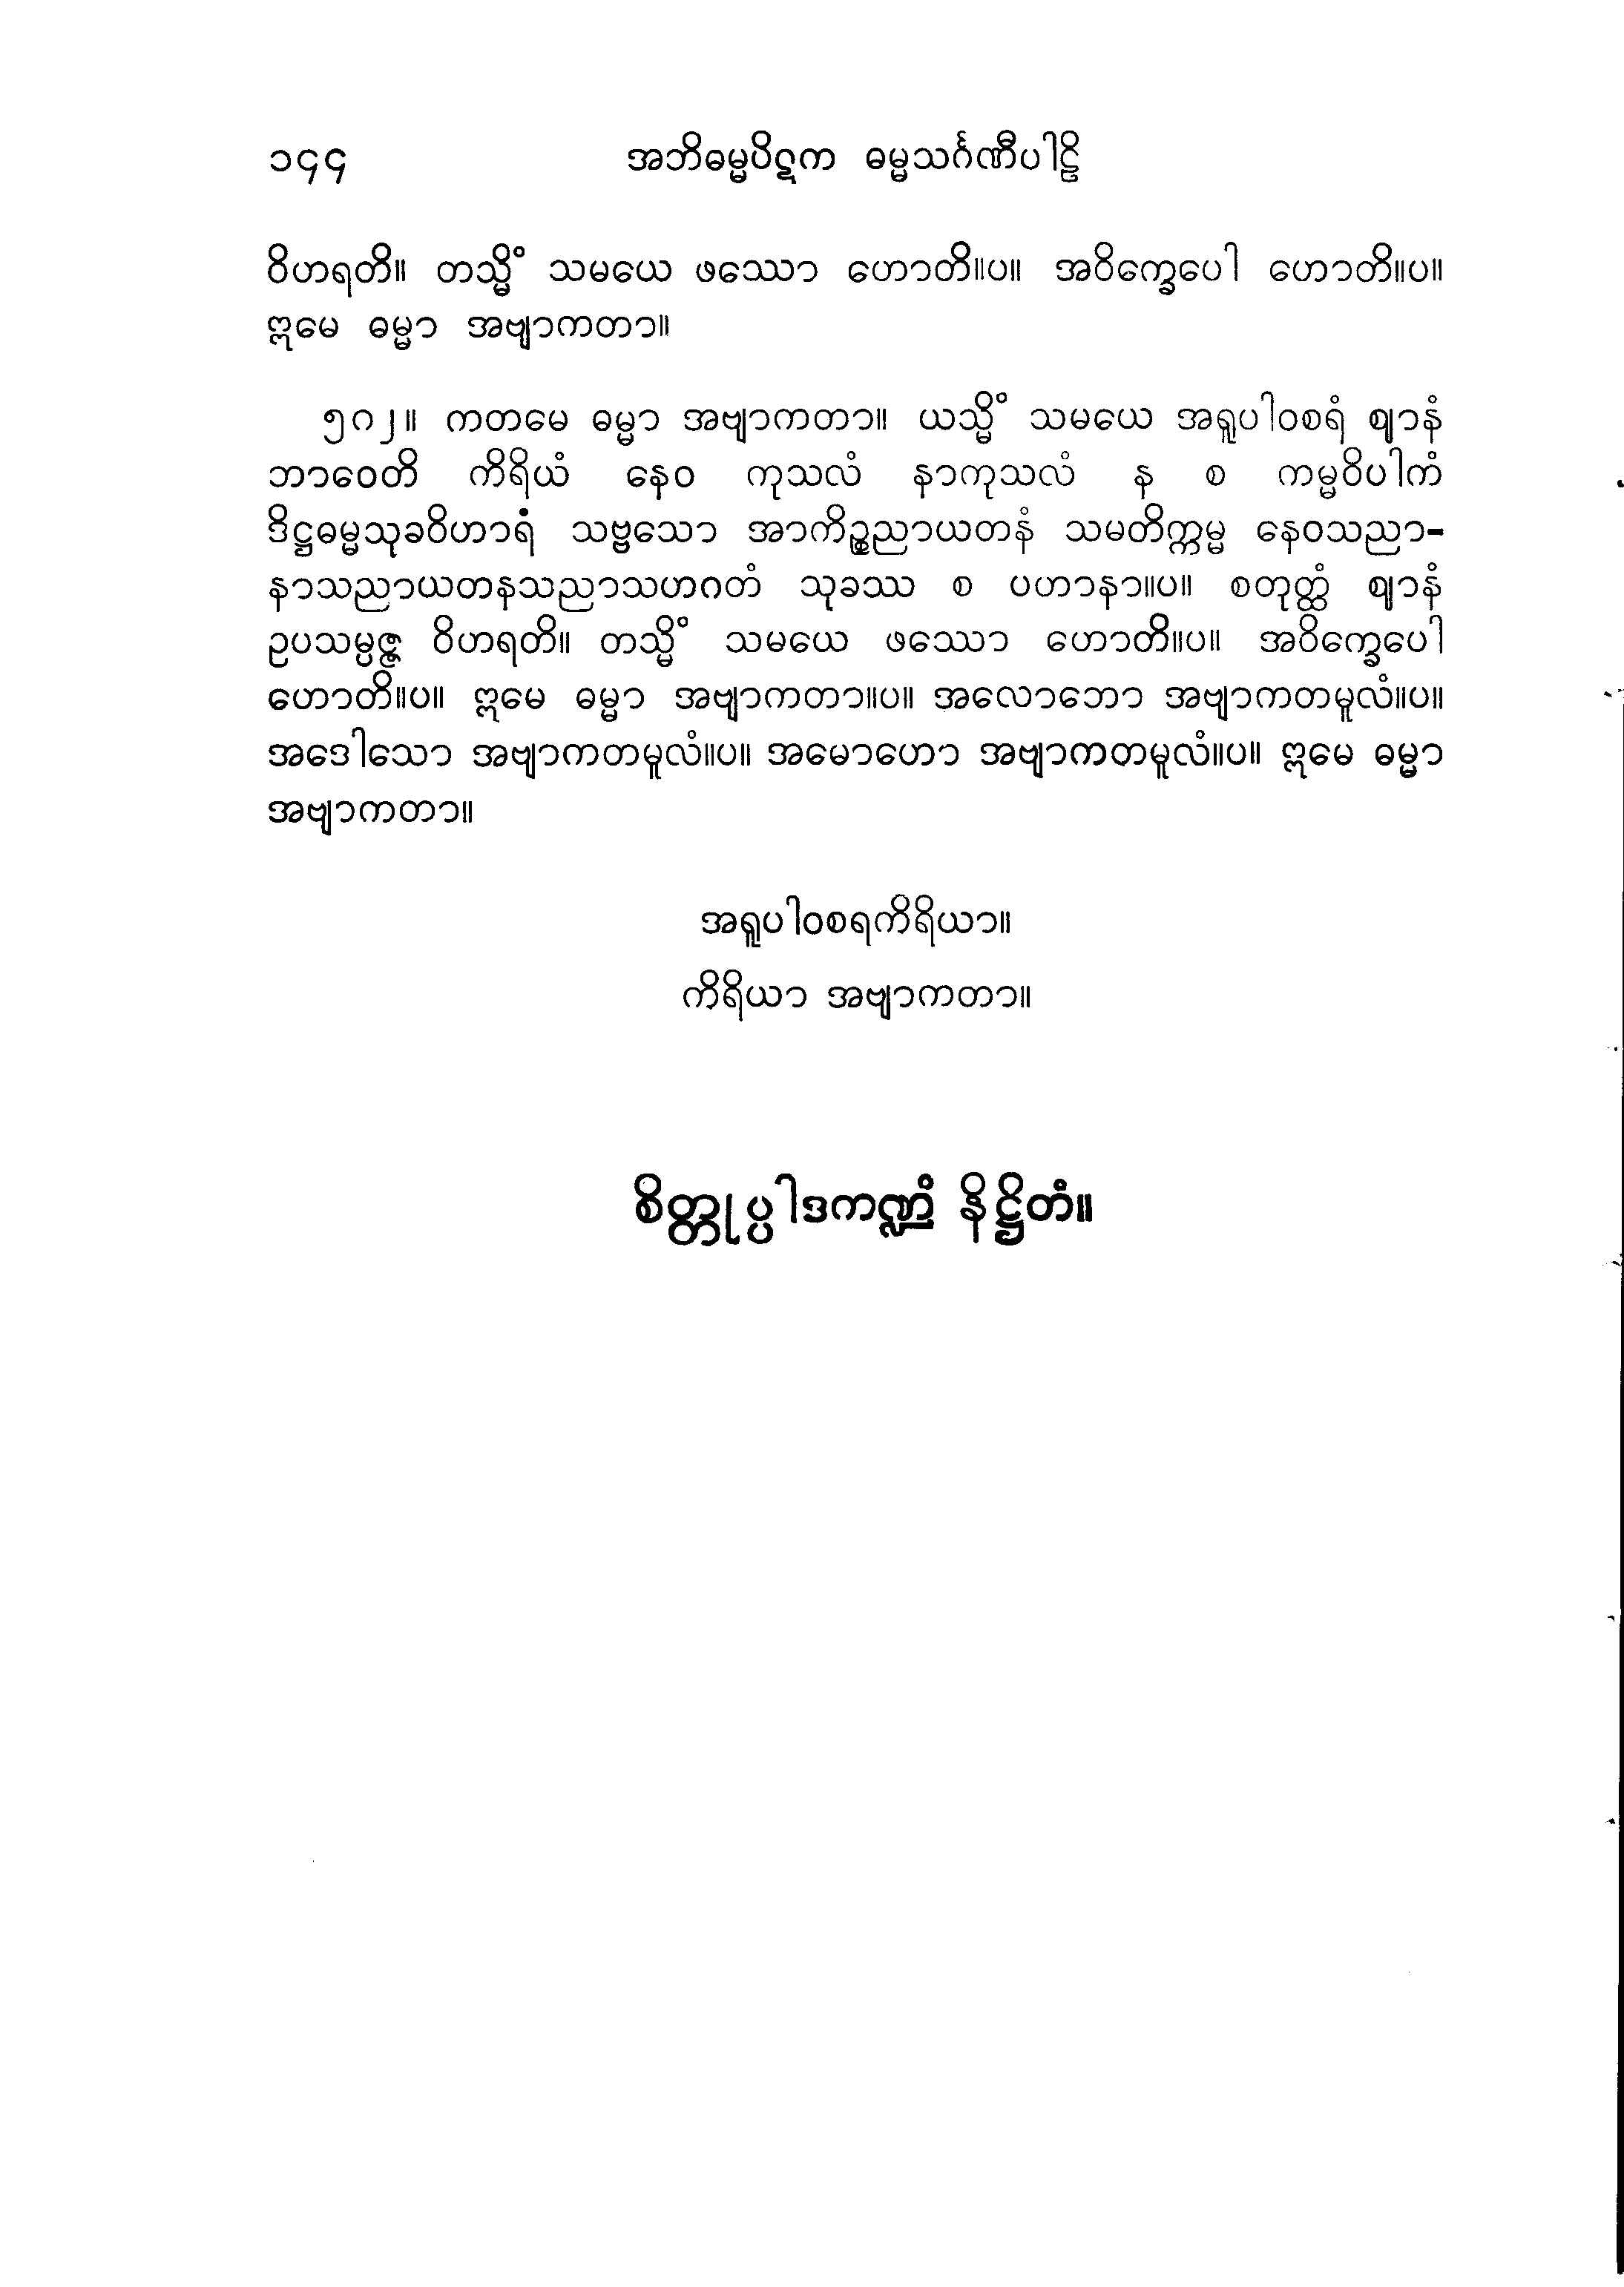 ၁၄၄ အဘိဓမ္မပိဋက ဓမ္မသင်္ဂဏီပါဠိ
ဝိဟရတိ။ တသ္မိံ သမယေ ဖဿော ဟောတိ။ပ။ အဝိက္ခေပေါ ဟောတိ။ပ။
ဣမေ ဓမ္မာ အဗျာကတာ။
၅၈၂။ ကတမေ ဓမ္မာ အဗျာကတာ။ ယသ္မိံ သမယေ အရူပါဝစရံ ဈာနံ
ဘာဝေတိ ကိရိယံ နေဝ ကုသလံ နာကုသလံ န စ ကမ္မဝိပါကံ
ဒိဋ္ဌဓမ္မသုခဝိဟာရံ သဗ္ဗသော အာကိဉ္စညာယတနံ သမတိက္ကမ္မ နေဝသညာ-
နာသညာယတနသညာသဟဂတံ သုခဿ စ ပဟာနာ။ပ။ စတုတ္ထံ ဈာနံ
ဥပသမ္ပဇ္ဇ ဝိဟရတိ။ တသ္မိံ သမယေ ဖဿော ဟောတိ။ပ။ အဝိက္ခေပေါ
ဟောတိ။ပ။ ဣမေ ဓမ္မာ အဗျာကတာ။ပ။ အလောဘော အဗျာကတမူလံ။ပ။
အဒေါသော အဗျာကတမူလံ။ပ။ အမောဟော အဗျာကတမူလံ။ပ။ ဣမေ ဓမ္မာ
အဗျာကတာ။
အရူပါဝစရကိရိယာ။
ကိရိယာ အဗျာကတာ။
စိတ္တုပ္ပါဒကဏ္ဍံ နိဋ္ဌိတံ။